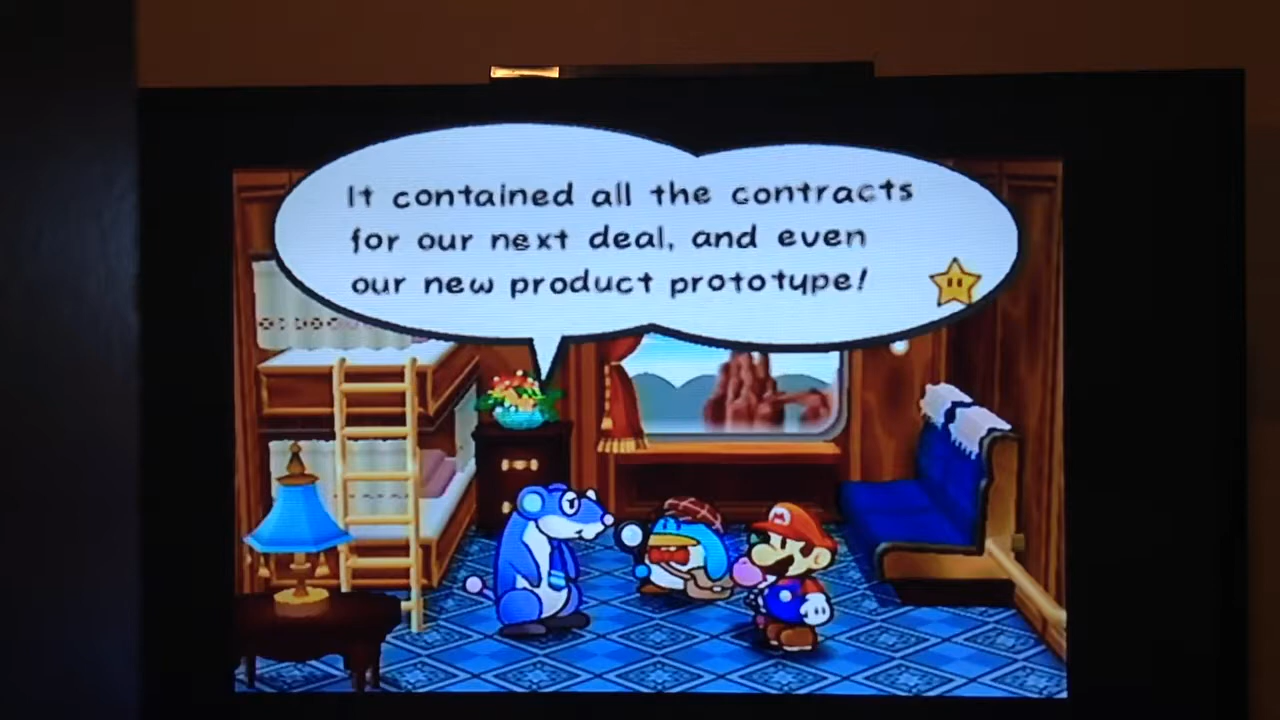 It contained all the contracts
for our next deal, and even
our new product prototype!
M